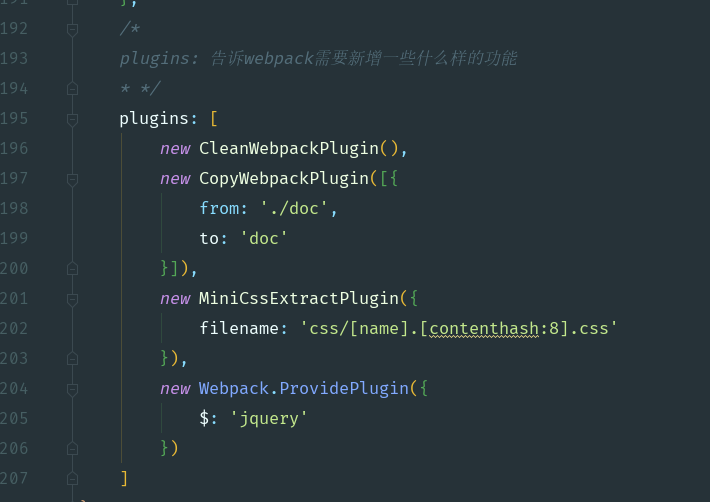 191 },
192 /*
193 plugins: 告诉webpack需要新增一些什么样的功能
194 * */
195 plugins: [
196 new CleanWebpackPlugin(),
197 new CopyWebpackPlugin([{
198 from: './doc',
199 to: 'doc'
200 }]),
201 new MiniCssExtractPlugin({
202 filename: 'css/[name].[contenthash:8].css'
203 }),
204 new Webpack.ProvidePlugin({
205 $: 'jquery'
206 })
207 ]